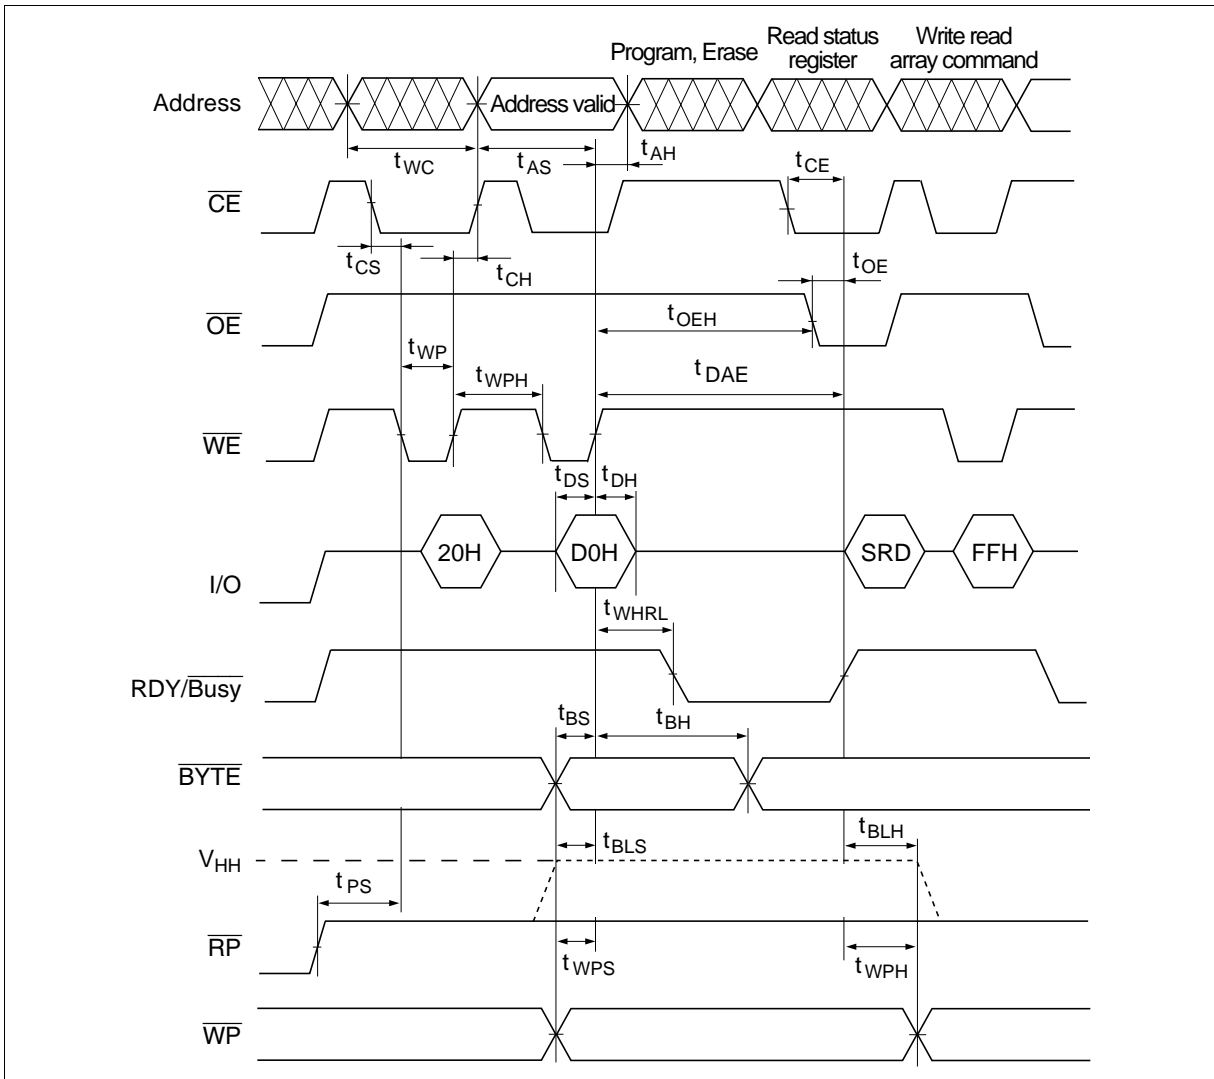 Program, Erase
Read status
register
Write read
array command
Address
Address valid
tWC
tAS
tAH
tCE
CE
tCS
tCH
tOE
OE
tOEH
tWP
tWPH
tDAE
WE
tDS
tDH
20H
D0H
SRD
FFH
I/O
tWHRL
RDY/Busy
tBS
tBH
BYTE
tBLS
tBLH
VHH
tPS
RP
tWPS
tWPH
WP